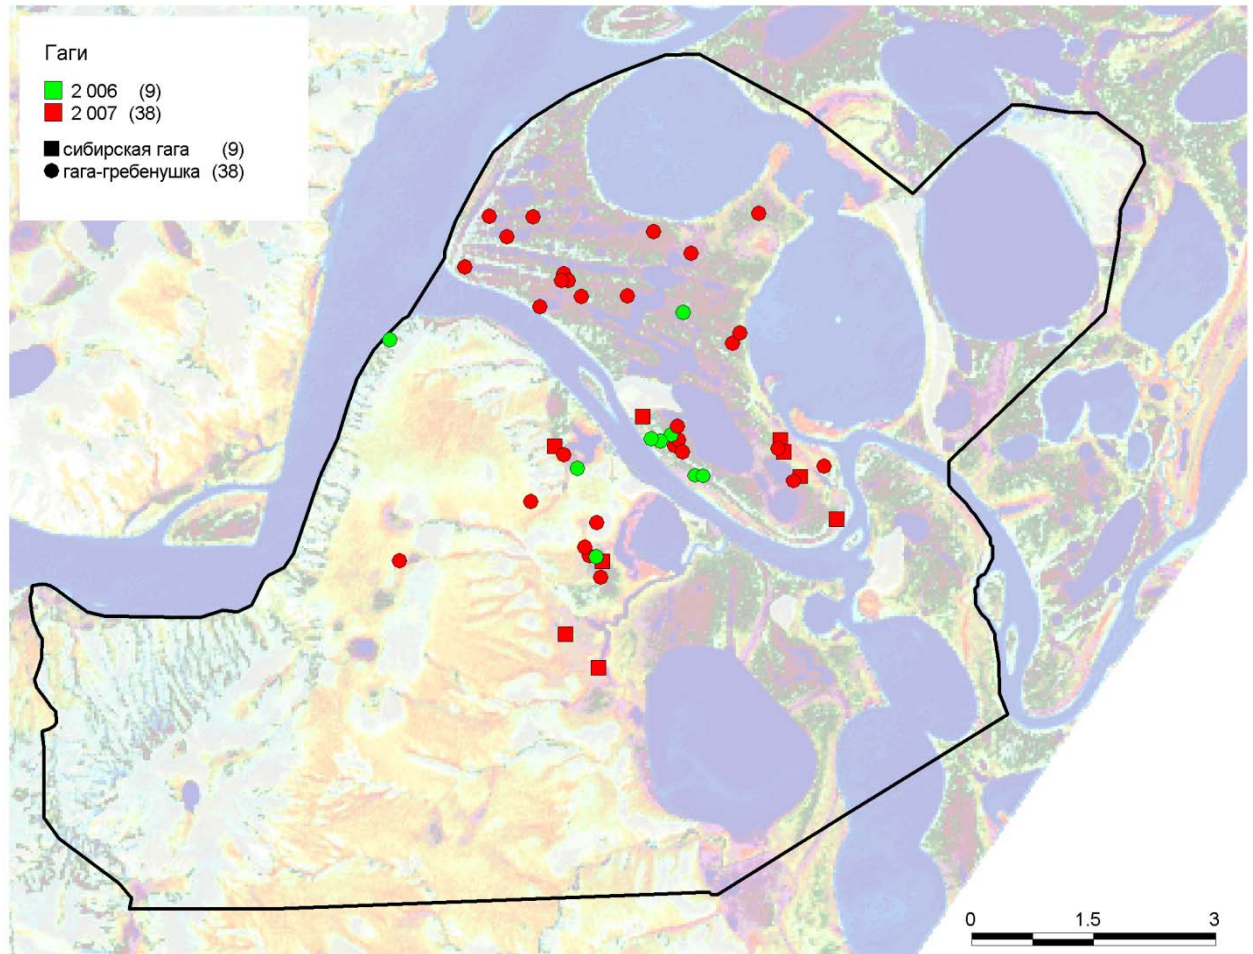 Гаги
2 006 (9)
2 007 (38)
сибирская гага (9)
гага-гребенушка (38)
0 1.5 3